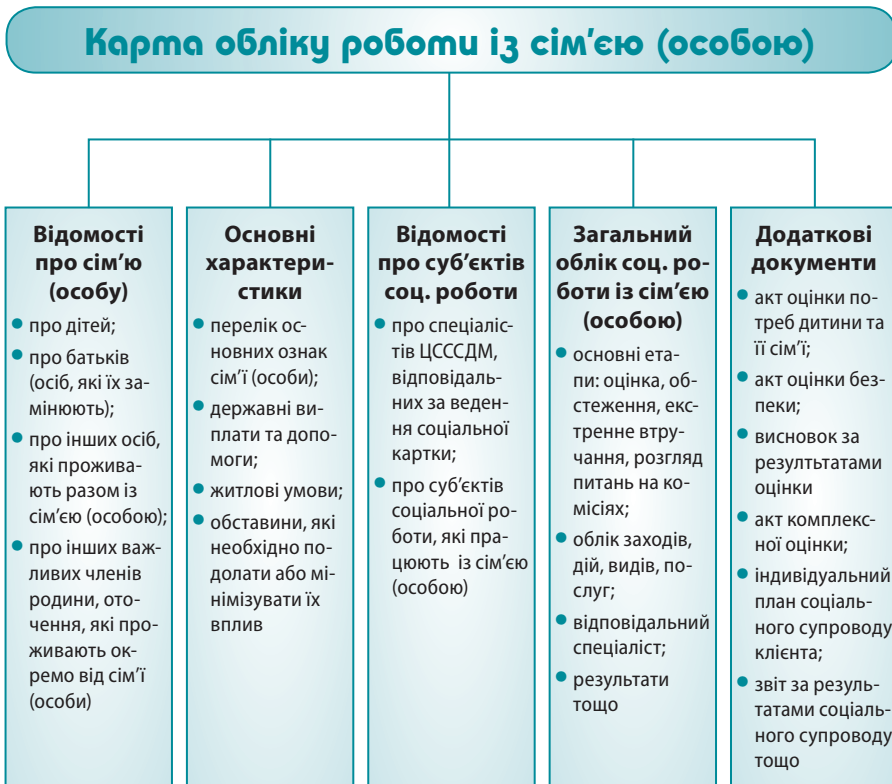 Карта обліку роботи із сім'єю (особою)
Відомості
про сім'ю
(особу)
• про дітей;
• про батьків
(осіб, які їх за-
мінюють);
• про інших осіб,
які прожива-
ють разом із
сім'єю (особою);
• про інших важ-
ливих членів
родини, ото-
чення, які про-
живають ок-
ремо від сім'ї
(особи)
Основні
характери-
стики
• перелік ос-
новних ознак
сім'ї (особи);
• державні ви-
плати та допо-
моги;
• житлові умови;
• обставини, які
необхідно по-
долати або мі-
німізувати їх
вплив
Відомості
про суб'єктів
соц. роботи
• про спеціаліс-
тів ЦСССДМ,
відповідаль-
них за веден-
ня соціальної
картки;
• про суб'єктів
соціальної ро-
боти, які пра-
цюють із сім'єю
(особою)
Загальний
облік соц. ро-
боти із сім'єю
(особою)
• основні ета-
пи: оцінка, об-
стеження, екс-
тренне втру-
чання, розгляд
питань на ко-
місіях;
• облік заходів,
дій, видів, по-
слуг;
• відповідальний
спеціаліст;
• результати
тощо
Додаткові
документи
• акт оцінки по-
треб дитини та
її сім'ї;
• акт оцінки без-
пеки;
• висновок за
резултьтатами
оцінки
• акт комплекс-
ної оцінки;
• індивідуальний
план соціаль-
ного супроводу
клієнта;
• звіт за резуль-
татами соціаль-
ного супроводу
тощо